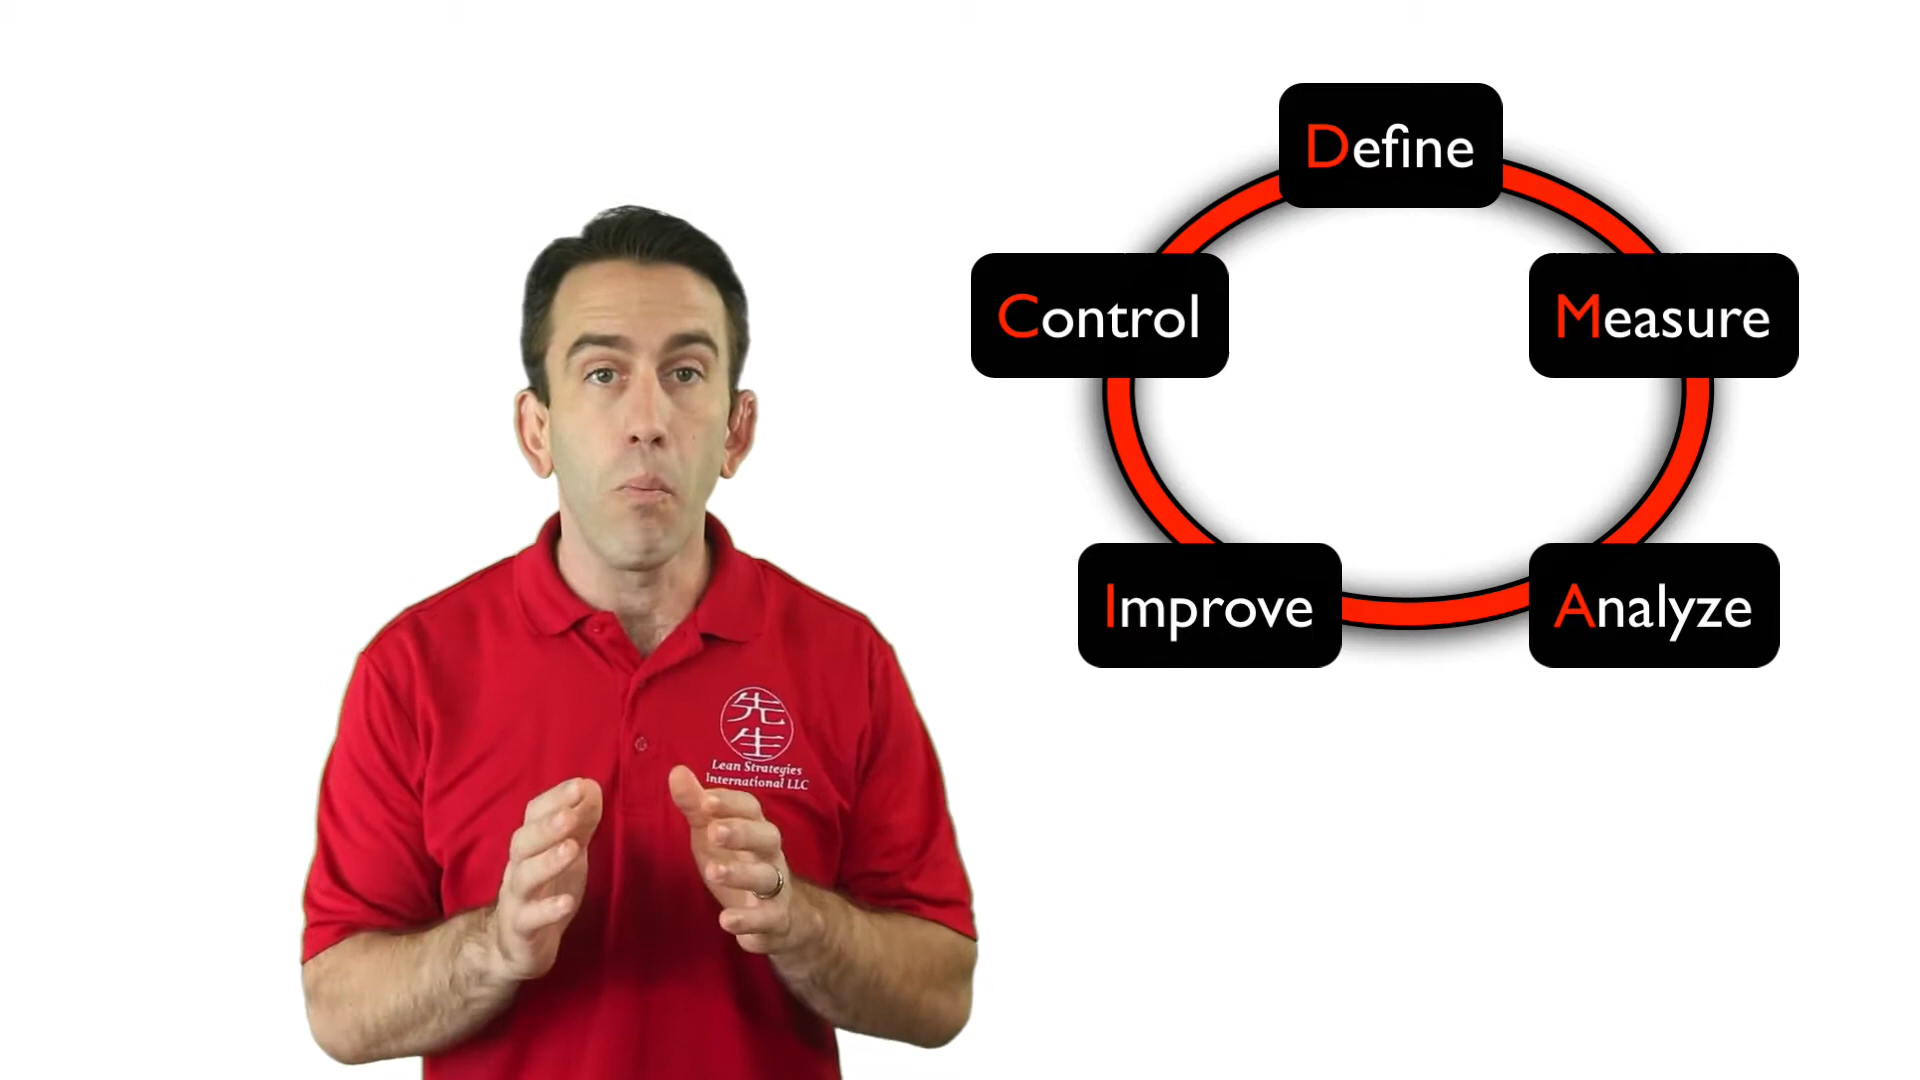 Define
Control
Measure
Improve
Analyze
先
生
Lean Strategies
International LLC